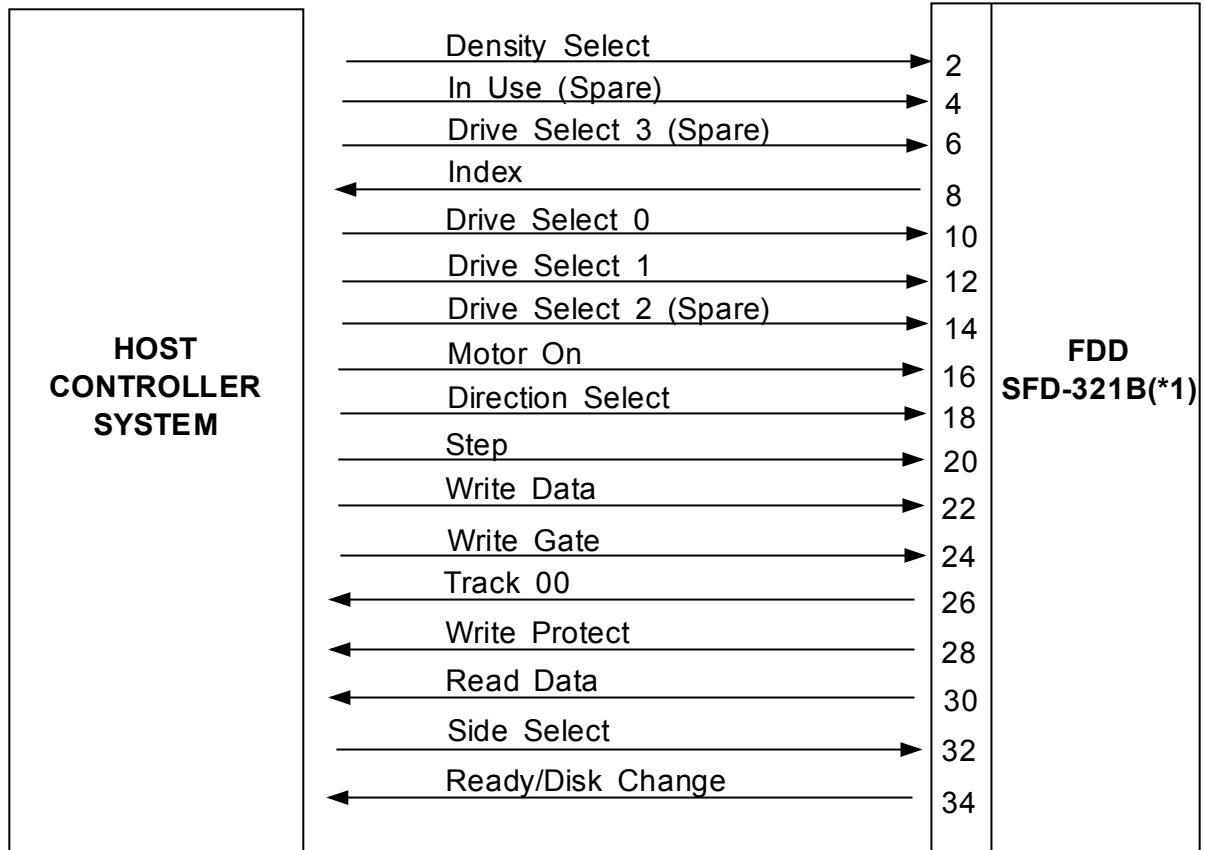 Density Select
2
In Use (Spare)
4
Drive Select 3 (Spare)
6
Index
8
Drive Select 0
10
Drive Select 1
12
Drive Select 2 (Spare)
14
HOST
CONTROLLER
SYSTEM
Motor On
16
FDD
SFD-321B(*1)
Direction Select
18
Step
20
Write Data
22
Write Gate
24
Track 00
26
Write Protect
28
Read Data
30
Side Select
32
Ready/Disk Change
34